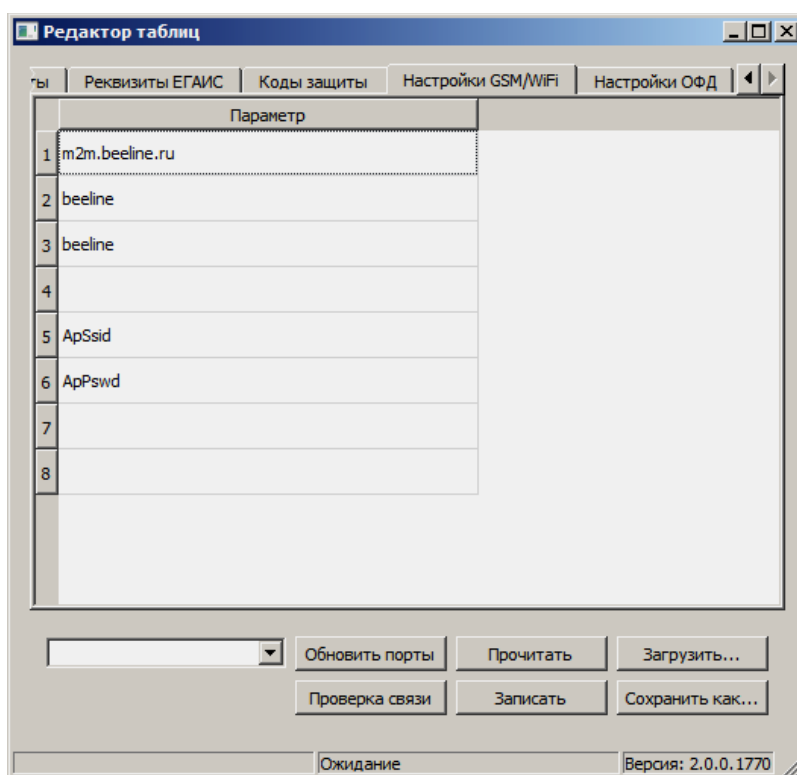 Редактор таблиц
ты Реквизиты ЕГАИС Коды защиты Настройки GSM/WiFi Настройки ОФД
Параметр
1 m2m.beeline.ru
2 beeline
3 beeline
4
5 ApSsid
6 ApPswd
7
8
Обновить порты Прочитать Загрузить...
Проверка связи Записать Сохранить как...
Ожидание Версия: 2.0.0.1770